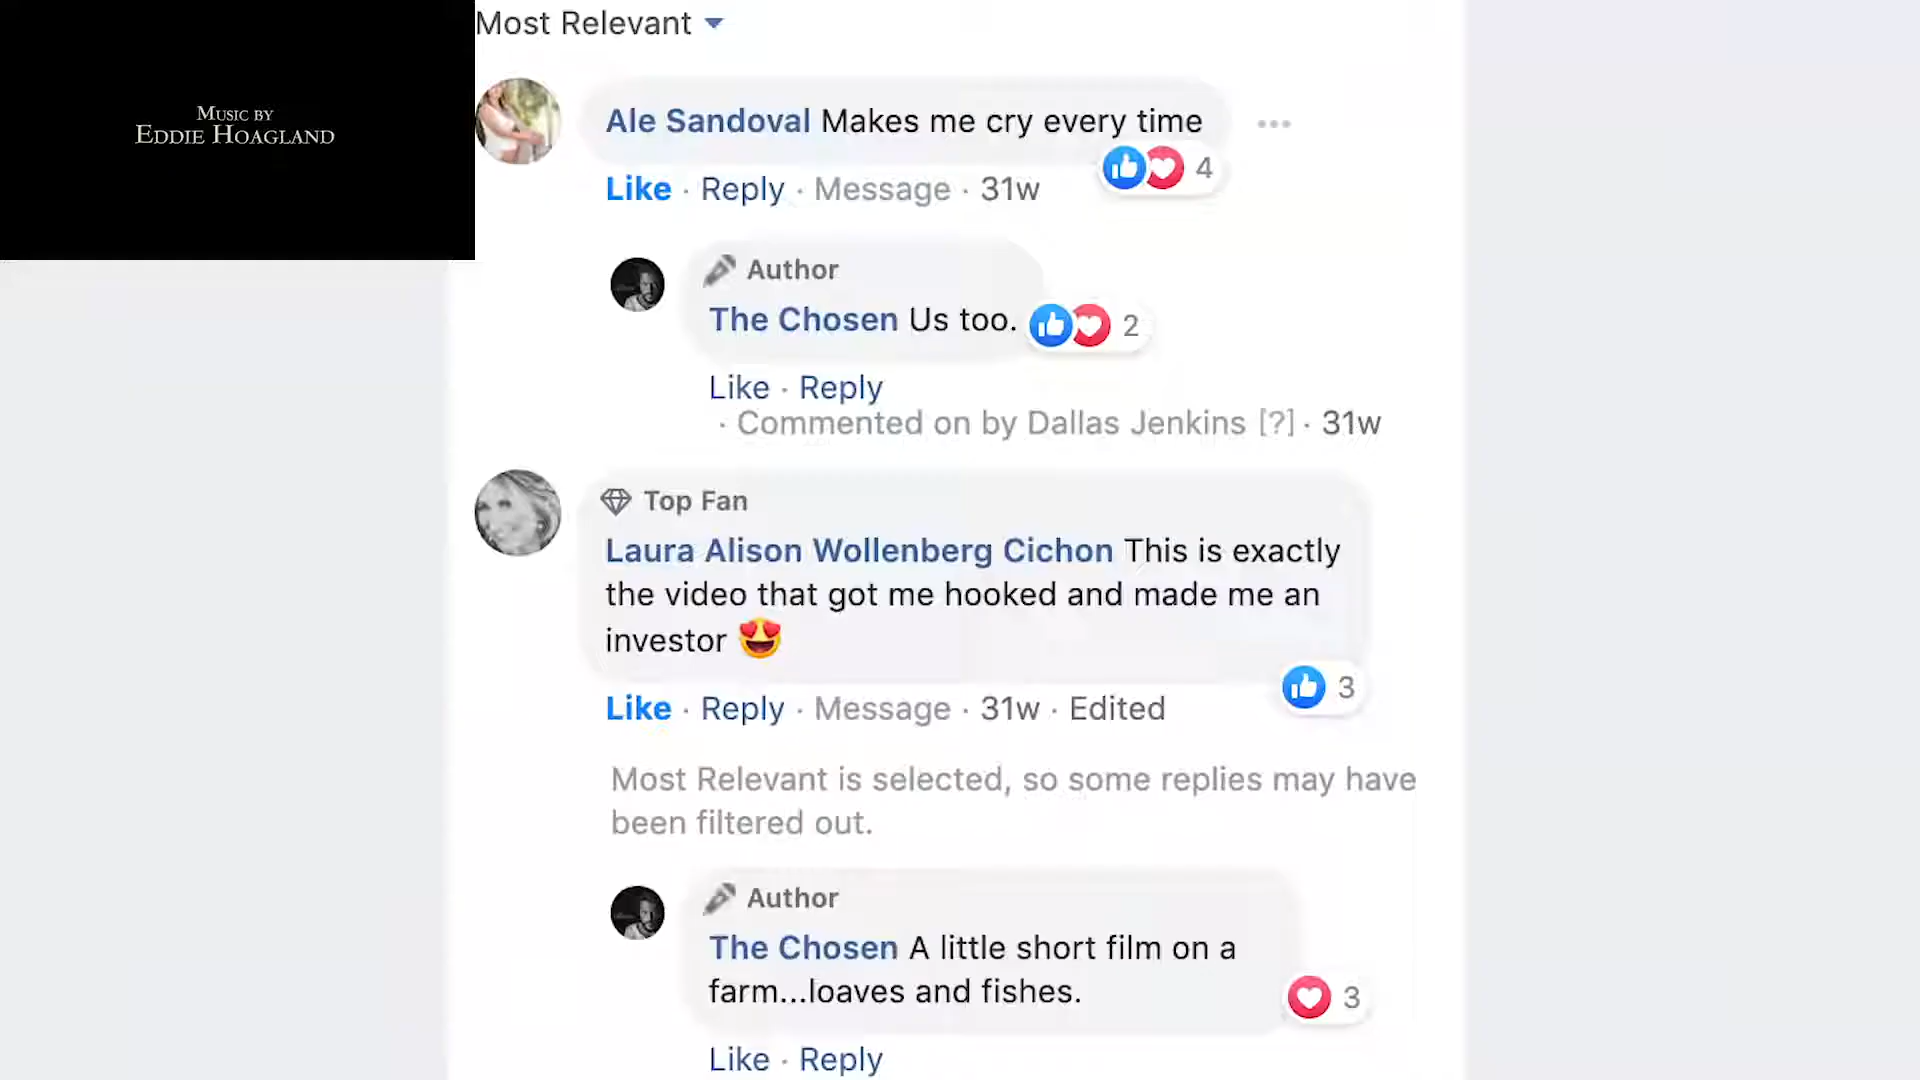 Most Relevant
MUSIC BY
EDDIE HOAGLAND
Ale Sandoval Makes me cry every time
4
Like · Reply · Message · 31w
Author
The Chosen Us too.
2
Like · Reply
· Commented on by Dallas Jenkins [?] · 31w
Top Fan
Laura Alison Wollenberg Cichon This is exactly
the video that got me hooked and made me an
investor 😍
3
Like · Reply · Message · 31w · Edited
Most Relevant is selected, so some replies may have
been filtered out.
Author
The Chosen A little short film on a
farm...loaves and fishes.
3
Like · Reply